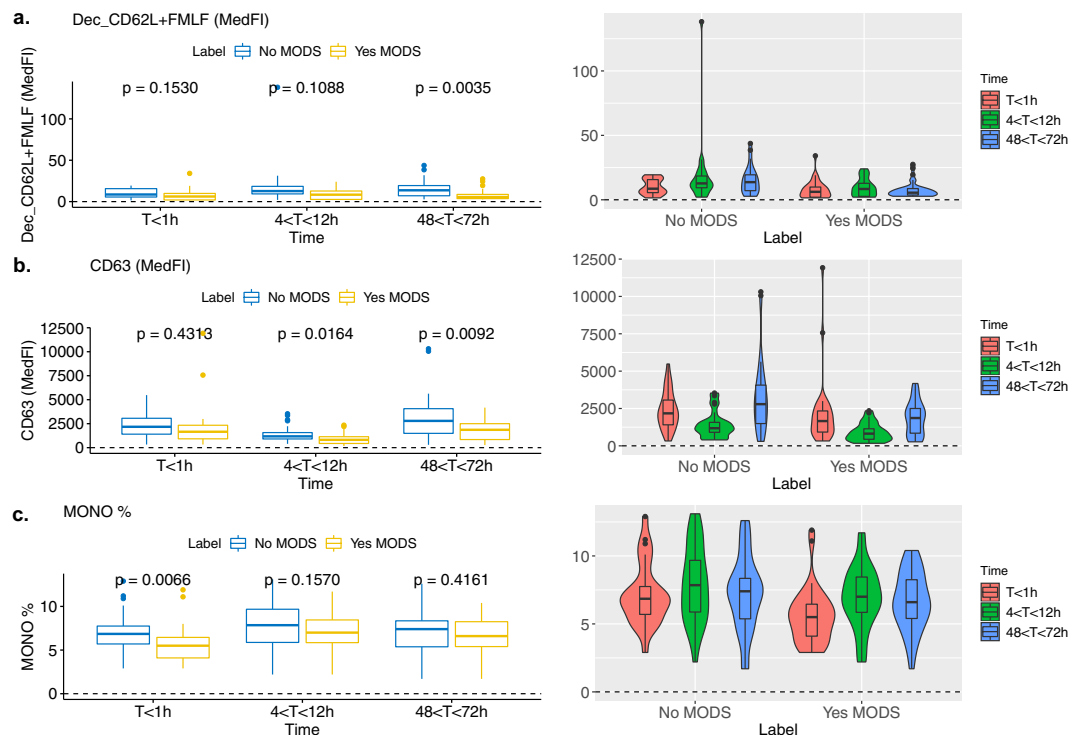 a.
Dec_CD62L+FMLF (MedFI)
Label No MODS Yes MODS
Dec_CD62L+FMLF (MedFI)
p = 0.1530 p = 0.1088 p = 0.0035
100
50
0
T<1h 4<T<12h 48<T<72h
Time
100
50
0
No MODS Yes MODS
Label
Time
T<1h
4<T<12h
48<T<72h
b.
CD63 (MedFI)
Label No MODS Yes MODS
CD63 (MedFI)
p = 0.4313 p = 0.0164 p = 0.0092
12500
10000
7500
5000
2500
0
T<1h 4<T<12h 48<T<72h
Time
12500
10000
7500
5000
2500
0
No MODS Yes MODS
Label
Time
T<1h
4<T<12h
48<T<72h
c.
MONO %
Label No MODS Yes MODS
MONO %
p = 0.0066 p = 0.1570 p = 0.4161
10
5
0
T<1h 4<T<12h 48<T<72h
Time
10
5
0
No MODS Yes MODS
Label
Time
T<1h
4<T<12h
48<T<72h